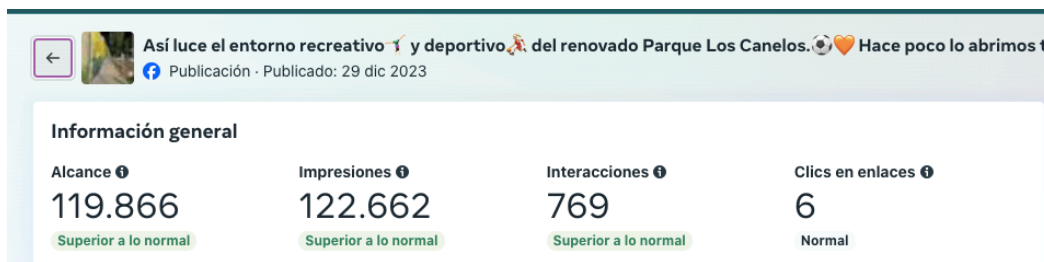 Así luce el entorno recreativo🤸 y deportivo⛹ del renovado Parque Los Canelos.⚽🧡 Hace poco lo abrimos
Publicación · Publicado: 29 dic 2023
Información general
Alcance Impresiones Interacciones Clics en enlaces
119.866 122.662 769 6
Superior a lo normal Superior a lo normal Superior a lo normal Normal